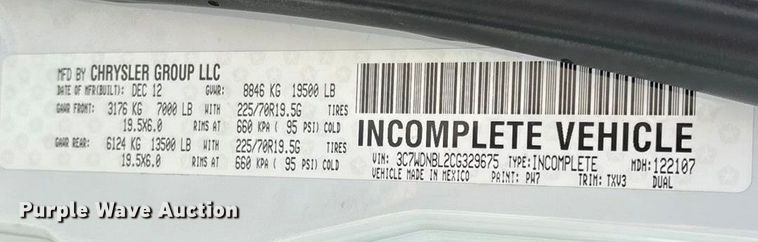 MFD BY CHRYSLER GROUP LLC
DATE OF MFR(BUILT): DEC 12 GVWR: 8846 KG 19500 LB
GAWR FRONT: 3176 KG 7000 LB WITH 225/70R19.5G TIRES
19.5X6.0 RIMS AT 660 KPA ( 95 PSI) COLD
GAWR REAR: 6124 KG 13500 LB WITH 225/70R19.5G TIRES
19.5X6.0 RIMS AT 660 KPA ( 95 PSI) COLD
INCOMPLETE VEHICLE
VIN: 3C7WDNBL2CG329675 TYPE: INCOMPLETE MDH: 122107
VEHICLE MADE IN MEXICO PAINT: PW7 TRIM: TXV3 DUAL
Purple Wave Auction